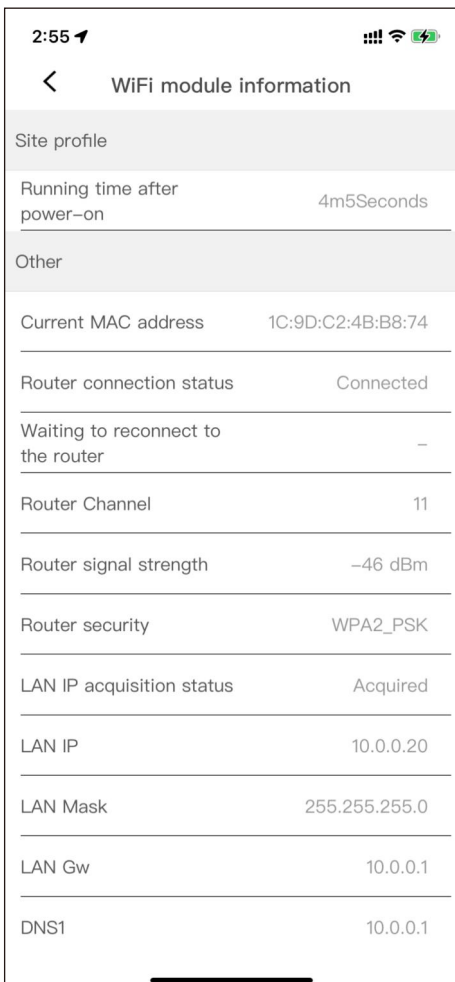 2:55
WiFi module information
Site profile
Running time after
power-on
4m5Seconds
Other
Current MAC address 1C:9D:C2:4B:B8:74
Router connection status Connected
Waiting to reconnect to
the router
–
Router Channel 11
Router signal strength -46 dBm
Router security WPA2_PSK
LAN IP acquisition status Acquired
LAN IP 10.0.0.20
LAN Mask 255.255.255.0
LAN Gw 10.0.0.1
DNS1 10.0.0.1